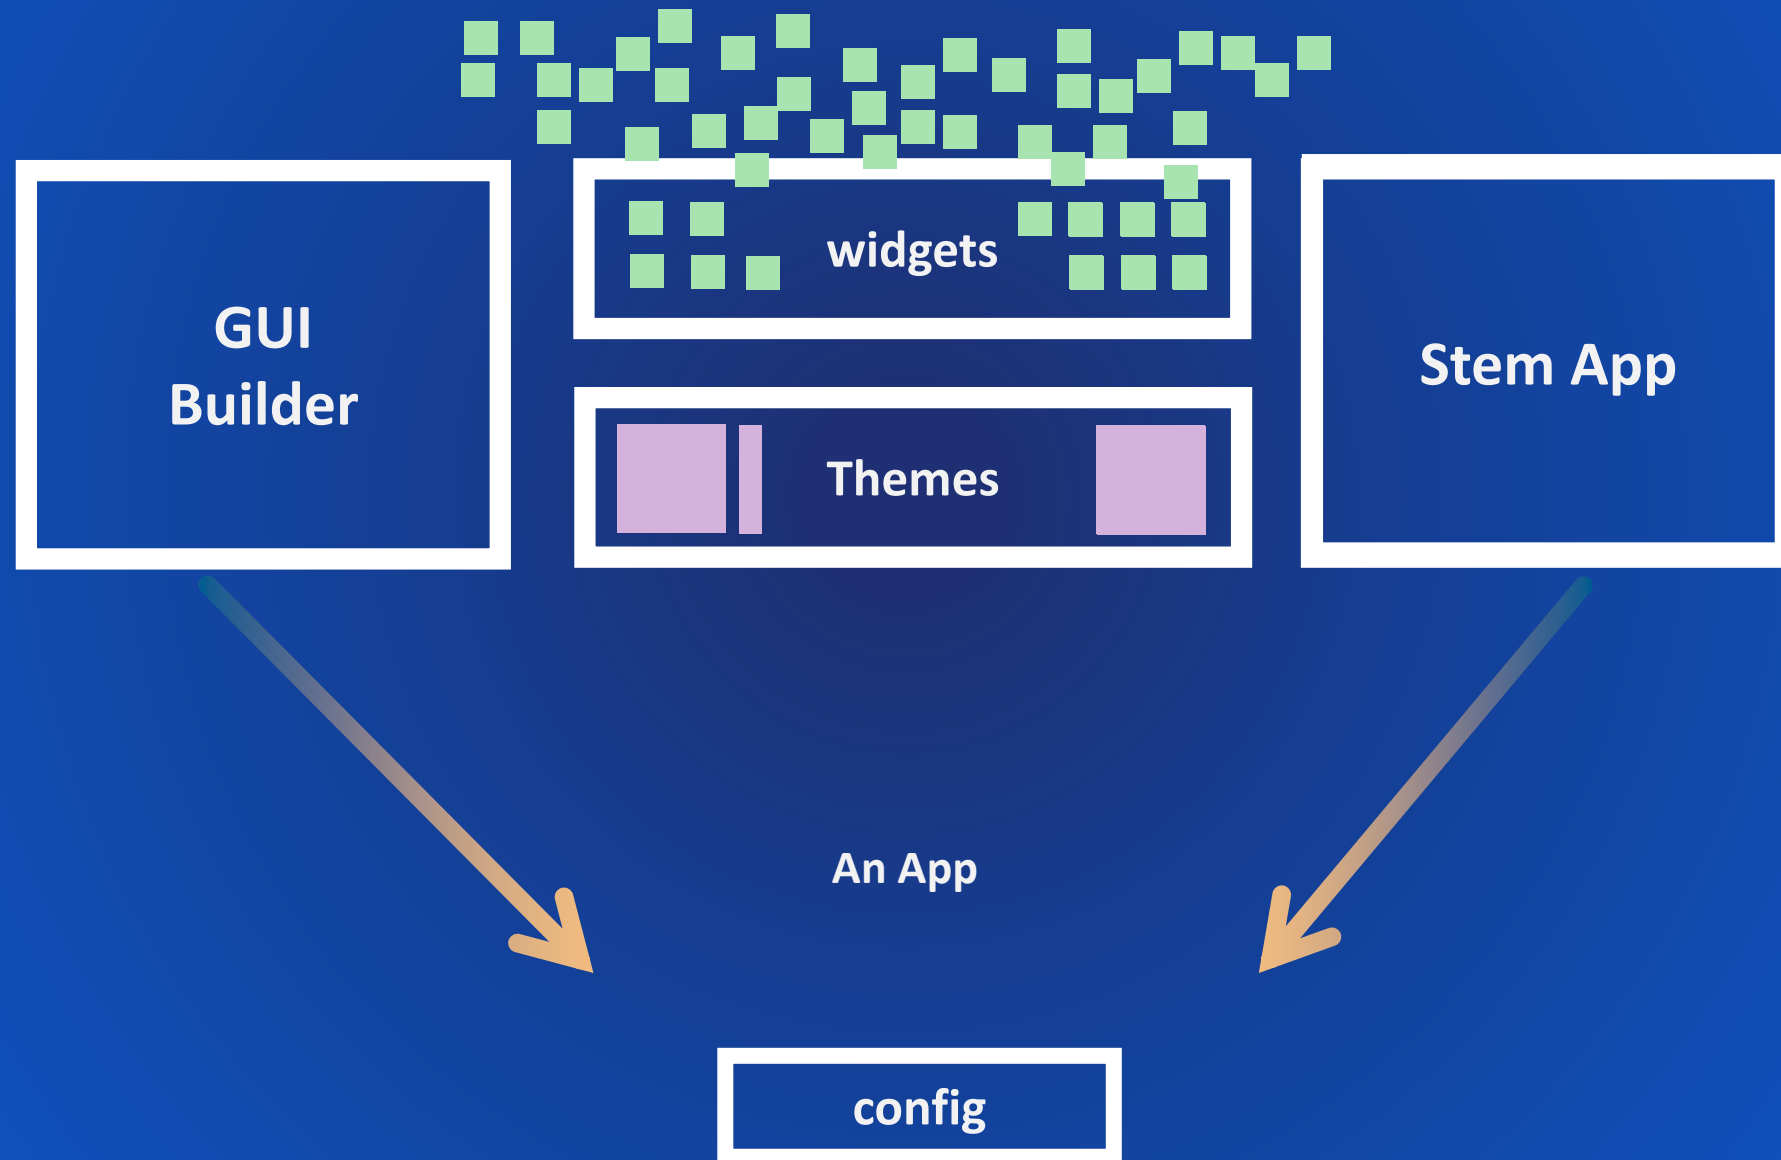 GUI
Builder
widgets
Stem App
Themes
An App
config